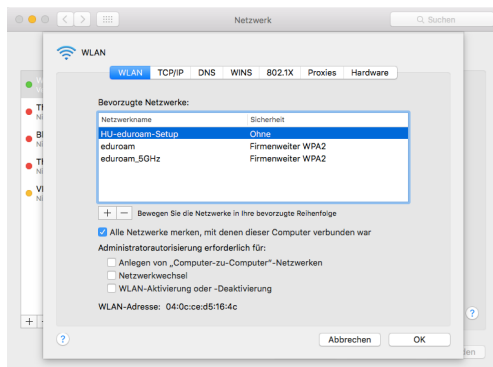 Netzwerk
Suchen
WLAN
WLAN TCP/IP DNS WINS 802.1X Proxies Hardware
Bevorzugte Netzwerke:
Netzwerkname Sicherheit
HU-eduroam-Setup Ohne
eduroam Firmenweiter WPA2
eduroam_5GHz Firmenweiter WPA2
+ − Bewegen Sie die Netzwerke in Ihre bevorzugte Reihenfolge
Alle Netzwerke merken, mit denen dieser Computer verbunden war
Administratorautorisierung erforderlich für:
Anlegen von „Computer-zu-Computer“-Netzwerken
Netzwerkwechsel
WLAN-Aktivierung oder -Deaktivierung
WLAN-Adresse: 04:0c:ce:d5:16:4c
? Abbrechen OK
?